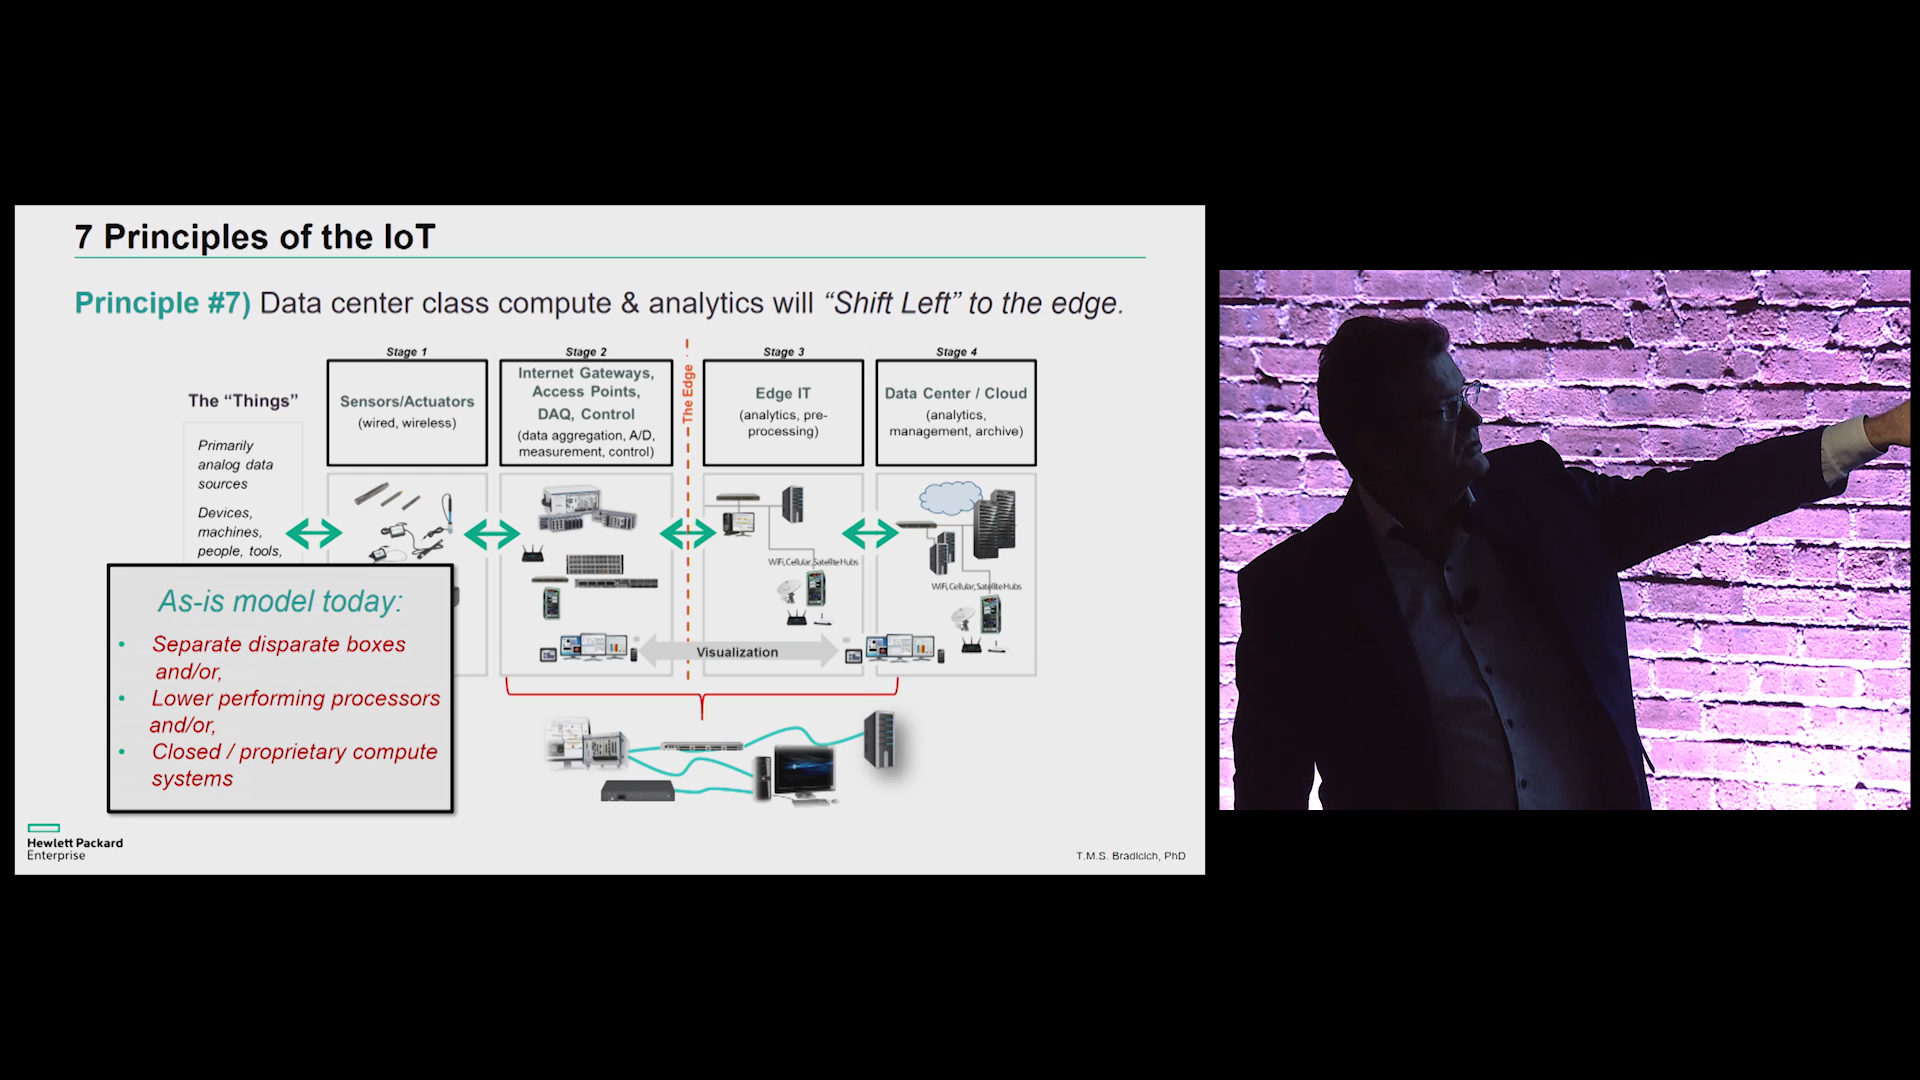 7 Principles of the IoT
Principle #7) Data center class compute & analytics will “Shift Left” to the edge.
Stage 1
Stage 2
Stage 3
Stage 4
The “Things”
Primarily
analog data
sources
Devices,
machines,
people, tools,
Sensors/Actuators
(wired, wireless)
Internet Gateways,
Access Points,
DAQ, Control
(data aggregation, A/D,
measurement, control)
The Edge
Edge IT
(analytics, pre-
processing)
Data Center / Cloud
(analytics,
management, archive)
WiFi,Cellular,Satellite Hubs
WiFi,Cellular,Satellite Hubs
Visualization
As-is model today:
• Separate disparate boxes
and/or,
• Lower performing processors
and/or,
• Closed / proprietary compute
systems
Hewlett Packard
Enterprise
T.M.S. Bradicich, PhD